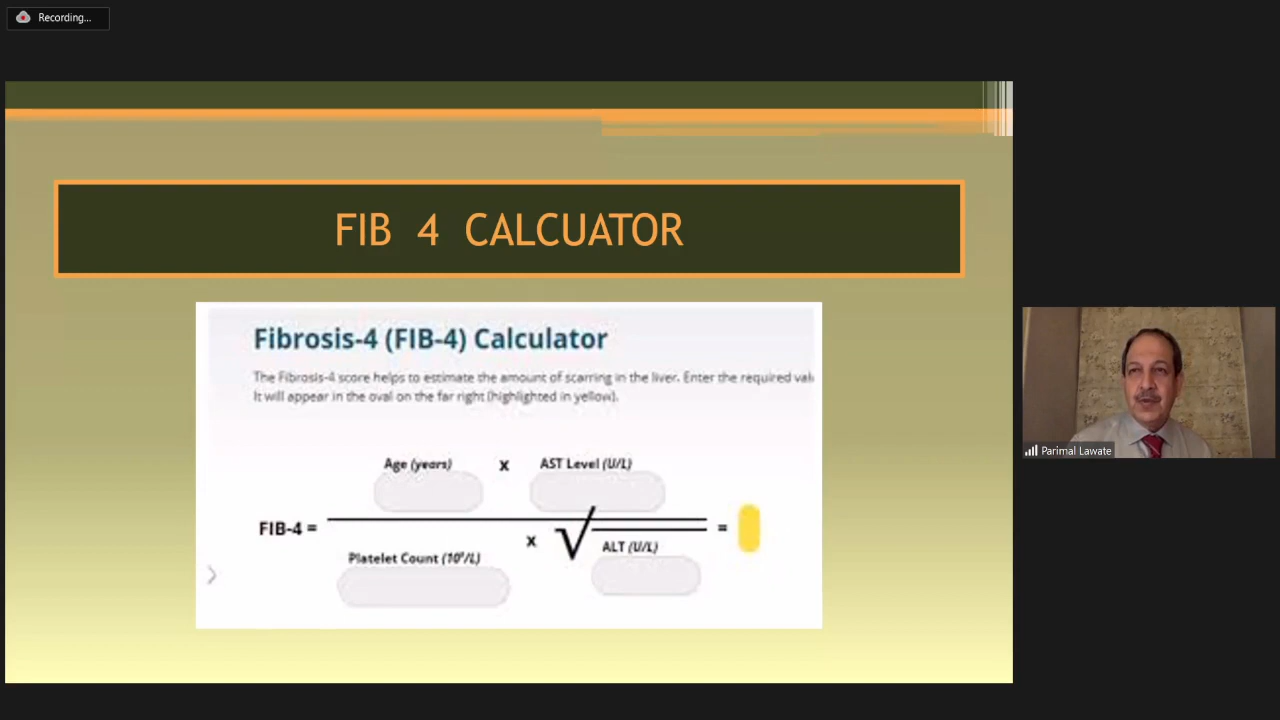 Recording...
FIB 4 CALCUATOR
Fibrosis-4 (FIB-4) Calculator
The Fibrosis-4 score helps to estimate the amount of scarring in the liver. Enter the required val
It will appear in the oval on the far right (highlighted in yellow).
Age (years) x AST Level (U/L)
FIB-4 = =
Platelet Count (10⁹/L) x √ ALT (U/L)
Parimal Lawate